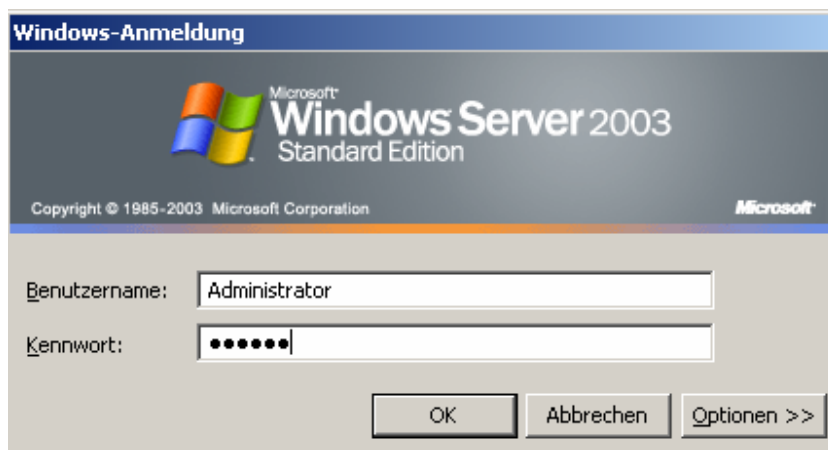 Windows-Anmeldung
Microsoft
Windows Server 2003
Standard Edition
Copyright © 1985-2003 Microsoft Corporation Microsoft
Benutzername: Administrator
Kennwort: ●●●●●●
OK Abbrechen Optionen >>